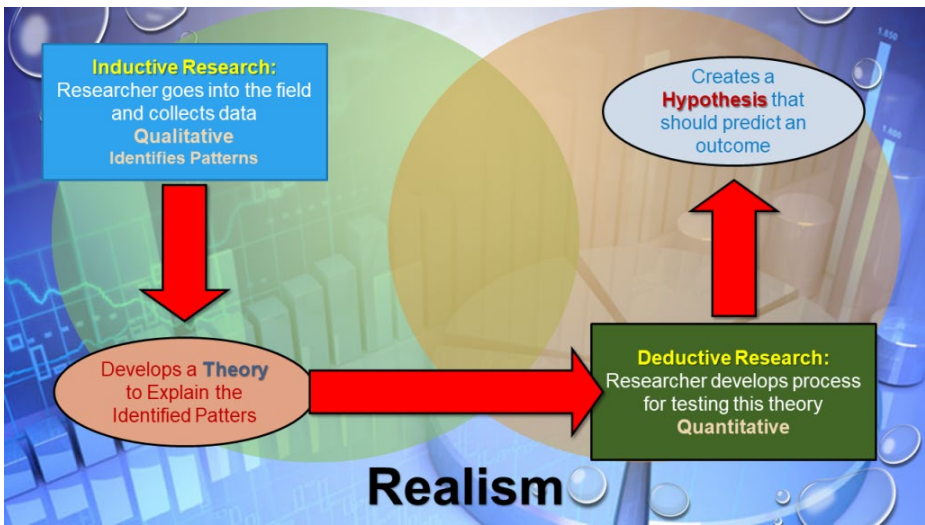 Inductive Research:
Researcher goes into the field
and collects data
Qualitative
Identifies Patterns
Develops a Theory
to Explain the
Identified Patters
Deductive Research:
Researcher develops process
for testing this theory
Quantitative
Creates a
Hypothesis that
should predict an
outcome
1.850
Realism